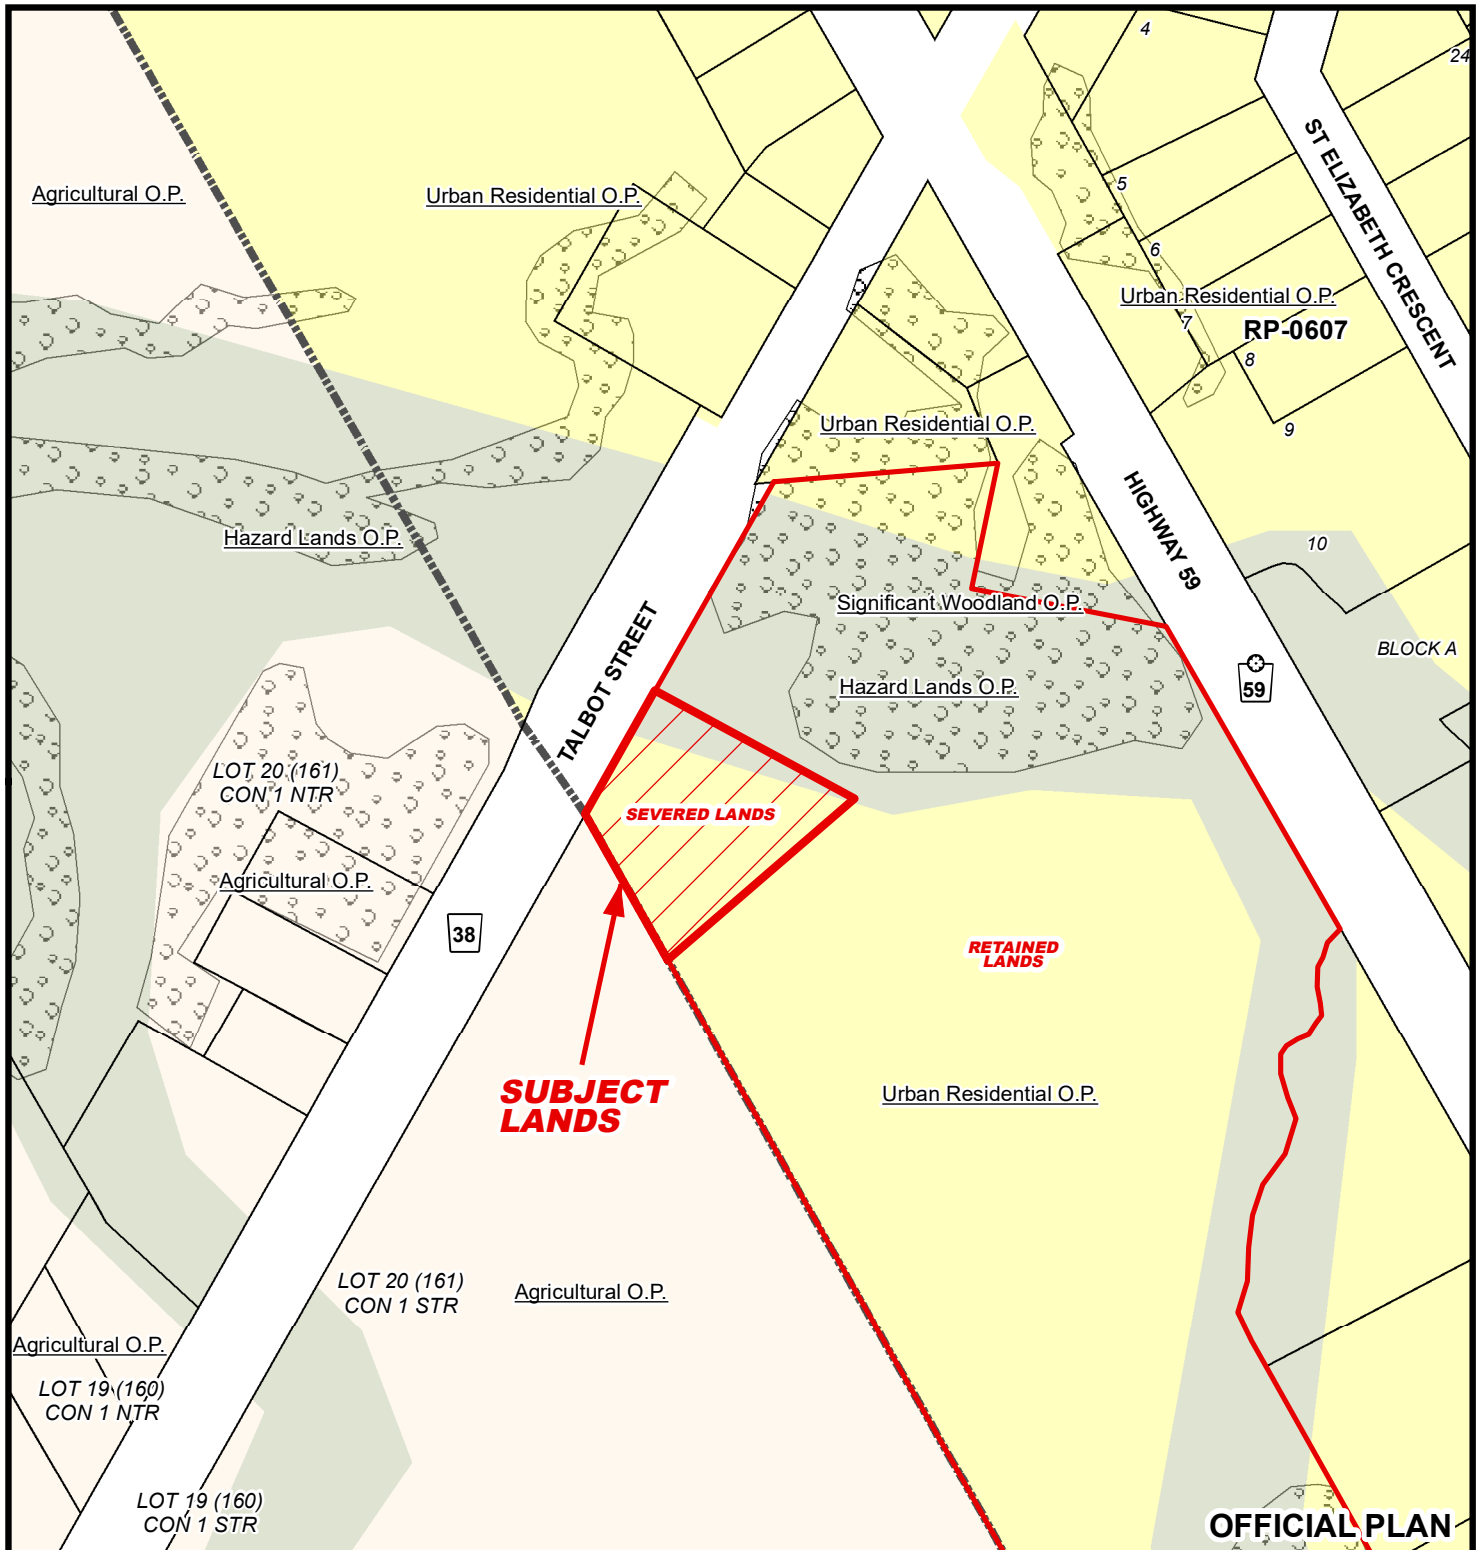 4
24
ST ELIZABETH CRESCENT
Agricultural O.P.
Urban Residential O.P.
5
6
Urban Residential O.P.
7
RP-0607
8
9
Urban Residential O.P.
HIGHWAY 59
Hazard Lands O.P.
10
Significant Woodland O.P.
BLOCK A
TALBOT STREET
59
Hazard Lands O.P.
LOT 20 (161)
CON 1 NTR
SEVERED LANDS
Agricultural O.P.
38
RETAINED
LANDS
SUBJECT
LANDS
Urban Residential O.P.
LOT 20 (161)
CON 1 STR
Agricultural O.P.
Agricultural O.P.
LOT 19 (160)
CON 1 NTR
LOT 19 (160)
CON 1 STR
OFFICIAL PLAN